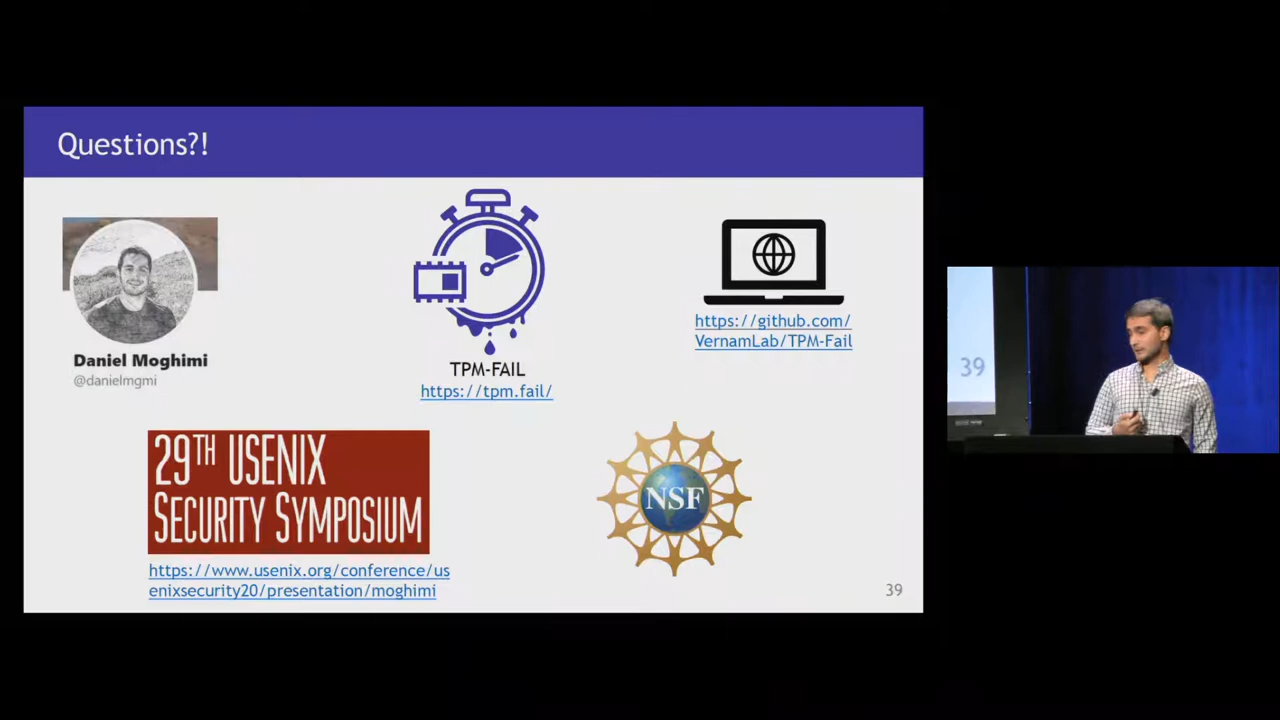 Questions?!
Daniel Moghimi
@danielmgmi
TPM-FAIL
https://tpm.fail/
https://github.com/
VernamLab/TPM-Fail
29TH USENIX
SECURITY SYMPOSIUM
https://www.usenix.org/conference/us
enixsecurity20/presentation/moghimi
NSF
39
39